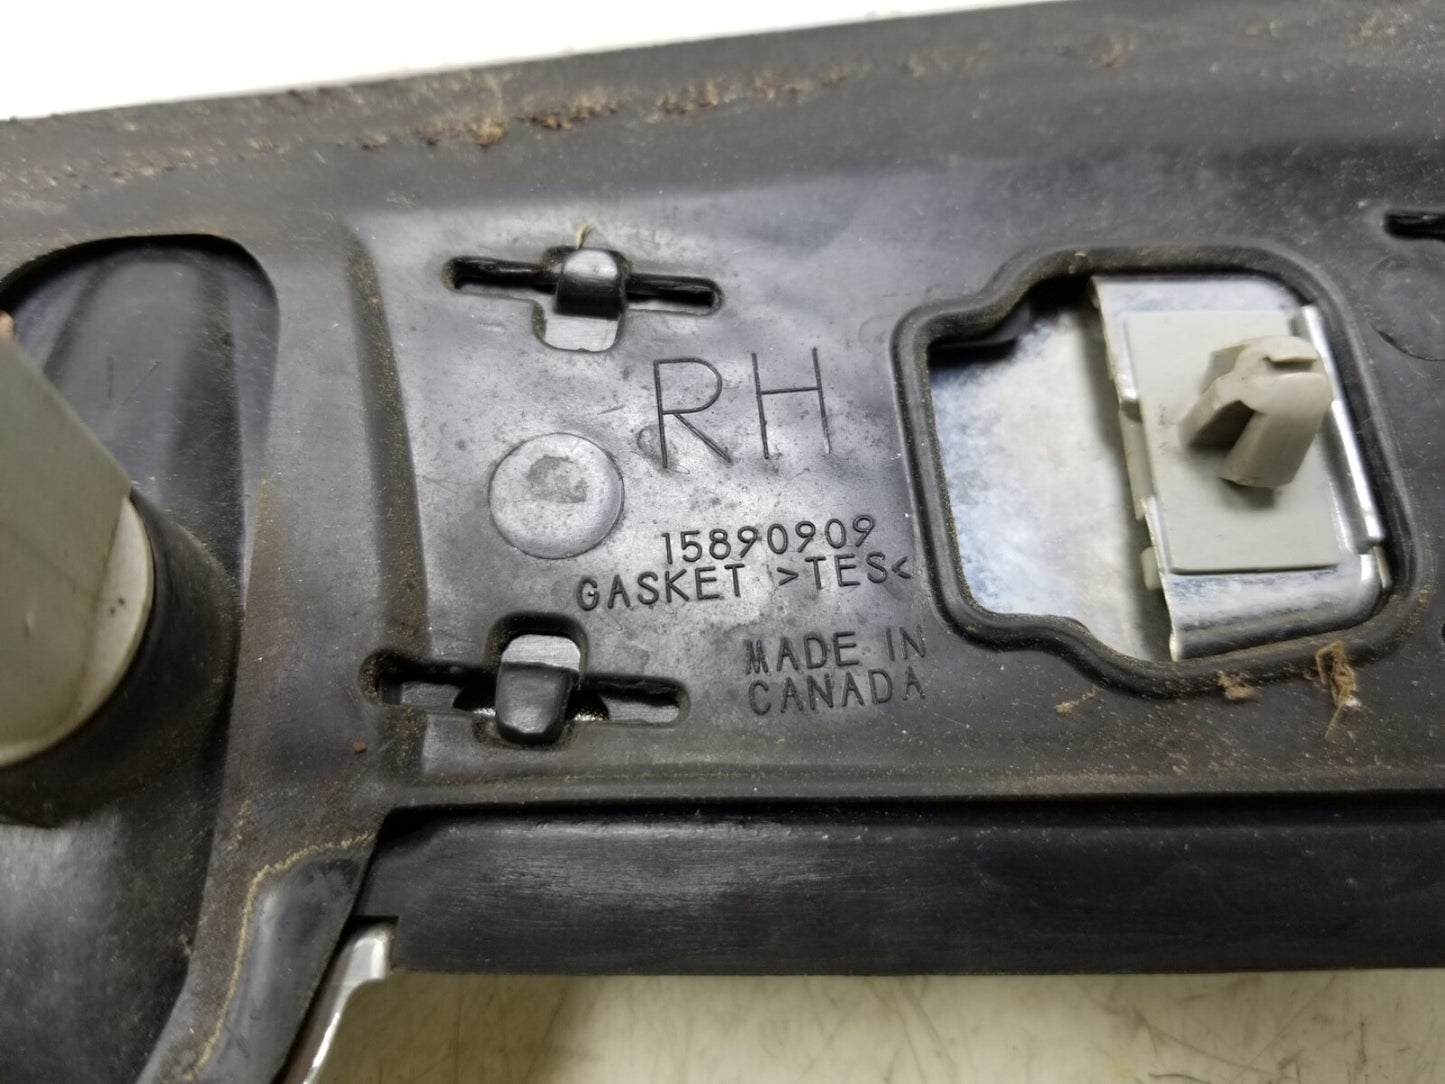 RH
15890909
GASKET >TES<
MADE IN
CANADA